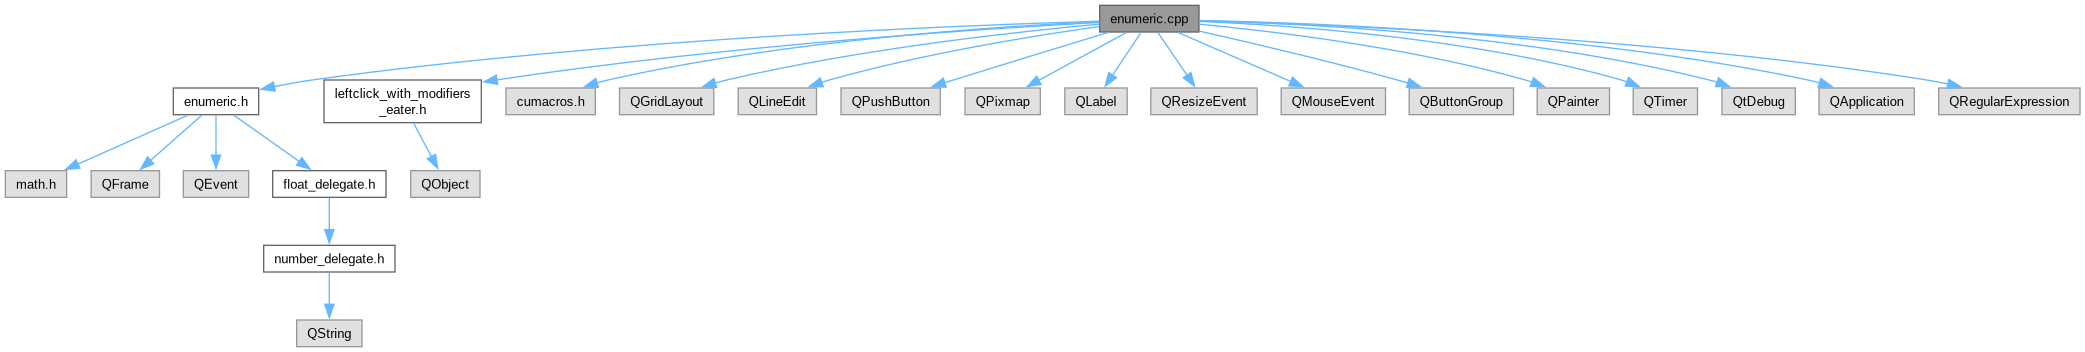 enumeric.cpp
enumeric.h
leftclick_with_modifiers
_eater.h
cumacros.h
QGridLayout
QLineEdit
QPushButton
QPixmap
QLabel
QResizeEvent
QMouseEvent
QButtonGroup
QPainter
QTimer
QtDebug
QApplication
QRegularExpression
math.h
QFrame
QEvent
float_delegate.h
QObject
number_delegate.h
QString